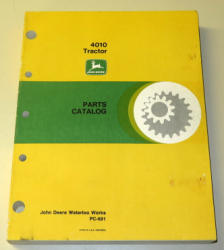 4010
Tractor
JOHN DEERE
PARTS
CATALOG
John Deere Waterloo Works
PC-691